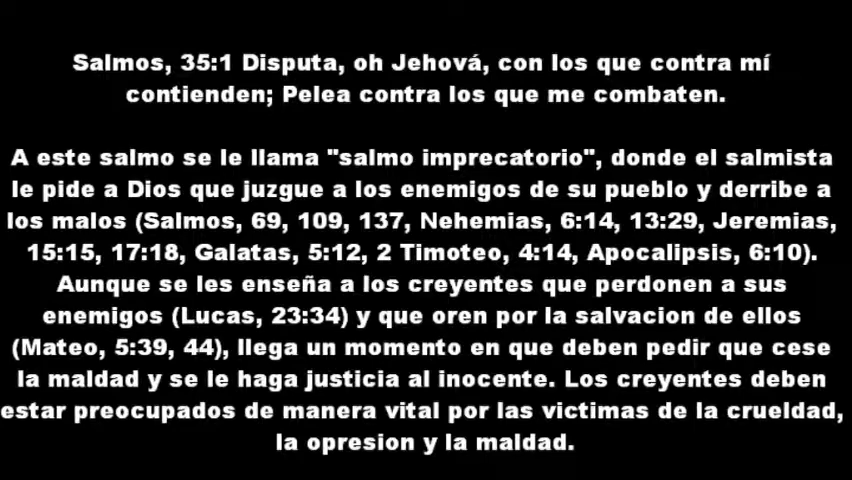 Salmos, 35:1 Disputa, oh Jehová, con los que contra mí
contienden; Pelea contra los que me combaten.
A este salmo se le llama "salmo imprecatorio", donde el salmista
le pide a Dios que juzgue a los enemigos de su pueblo y derribe a
los malos (Salmos, 69, 109, 137, Nehemias, 6:14, 13:29, Jeremias,
15:15, 17:18, Galatas, 5:12, 2 Timoteo, 4:14, Apocalipsis, 6:10).
Aunque se les enseña a los creyentes que perdonen a sus
enemigos (Lucas, 23:34) y que oren por la salvacion de ellos
(Mateo, 5:39, 44), llega un momento en que deben pedir que cese
la maldad y se le haga justicia al inocente. Los creyentes deben
estar preocupados de manera vital por las victimas de la crueldad,
la opresion y la maldad.